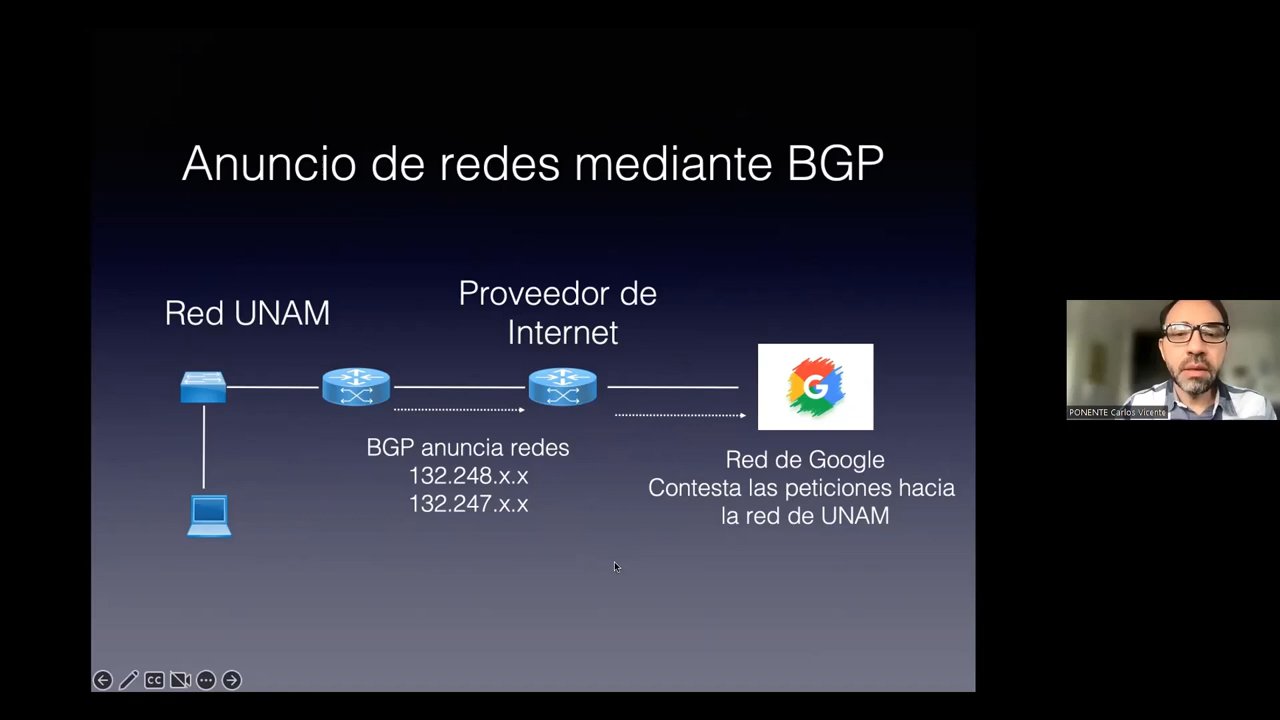 Anuncio de redes mediante BGP
Red UNAM
Proveedor de
Internet
G
BGP anuncia redes
132.248.x.x
132.247.x.x
Red de Google
Contesta las peticiones hacia
la red de UNAM
PONENTE Carlos Vicente
CC